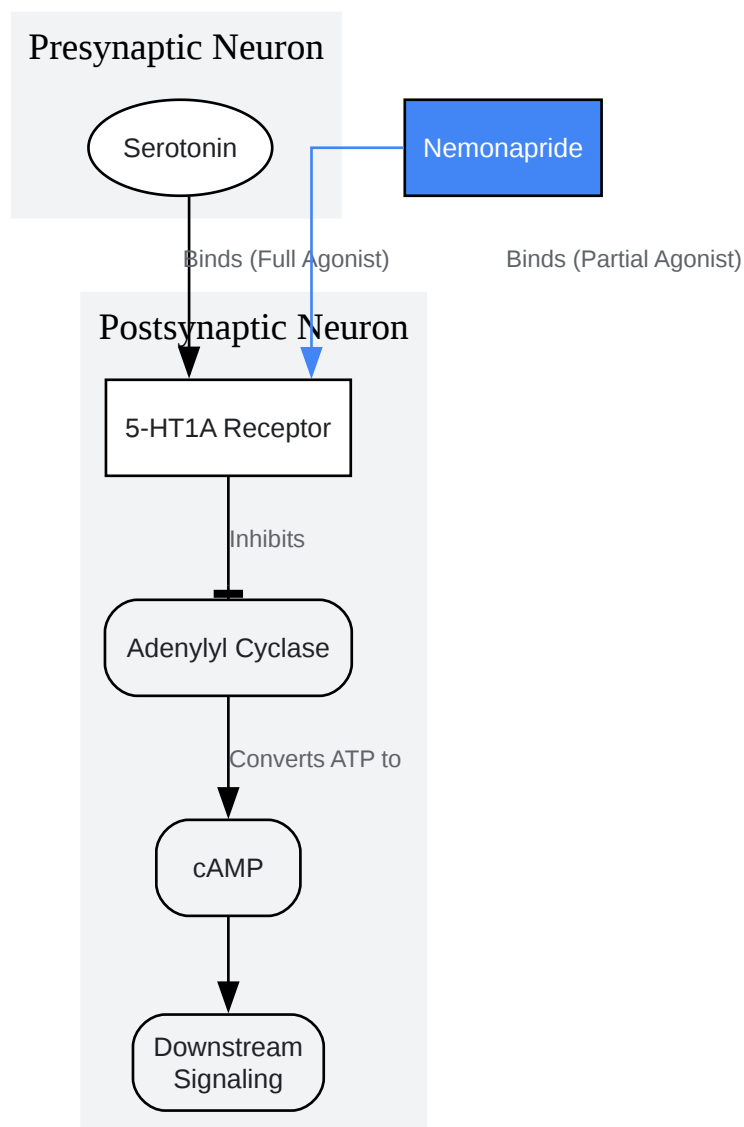 Presynaptic Neuron
Serotonin
Nemonapride
Binds (Full Agonist)
Binds (Partial Agonist)
Postsynaptic Neuron
5-HT1A Receptor
Inhibits
Adenylyl Cyclase
Converts ATP to
cAMP
Downstream
Signaling